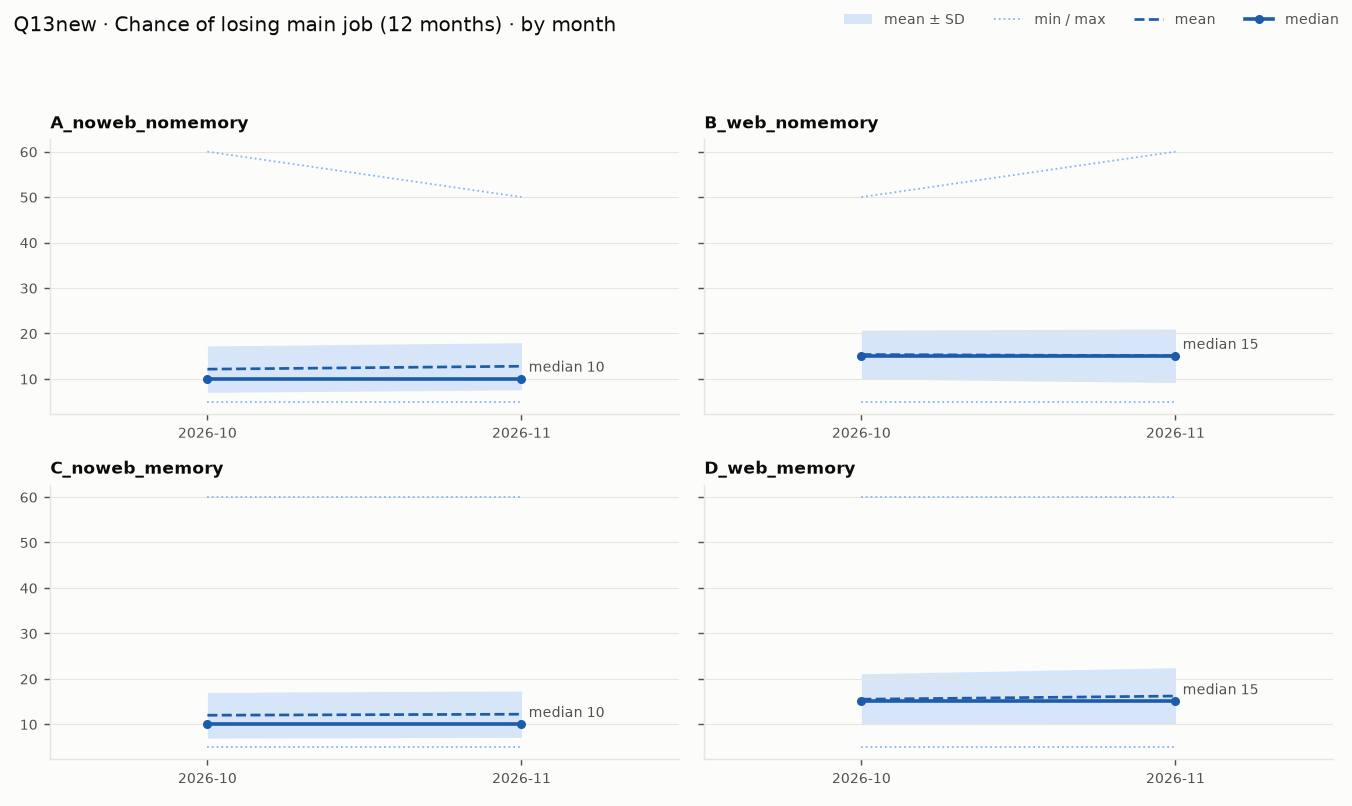 Q13new · Chance of losing main job (12 months) · by month
mean ± SD
min / max
mean
median
A_noweb_nomemory
60
50
40
30
20
10
median 10
2026-10
2026-11
B_web_nomemory
median 15
2026-10
2026-11
C_noweb_memory
60
50
40
30
20
10
median 10
2026-10
2026-11
D_web_memory
median 15
2026-10
2026-11